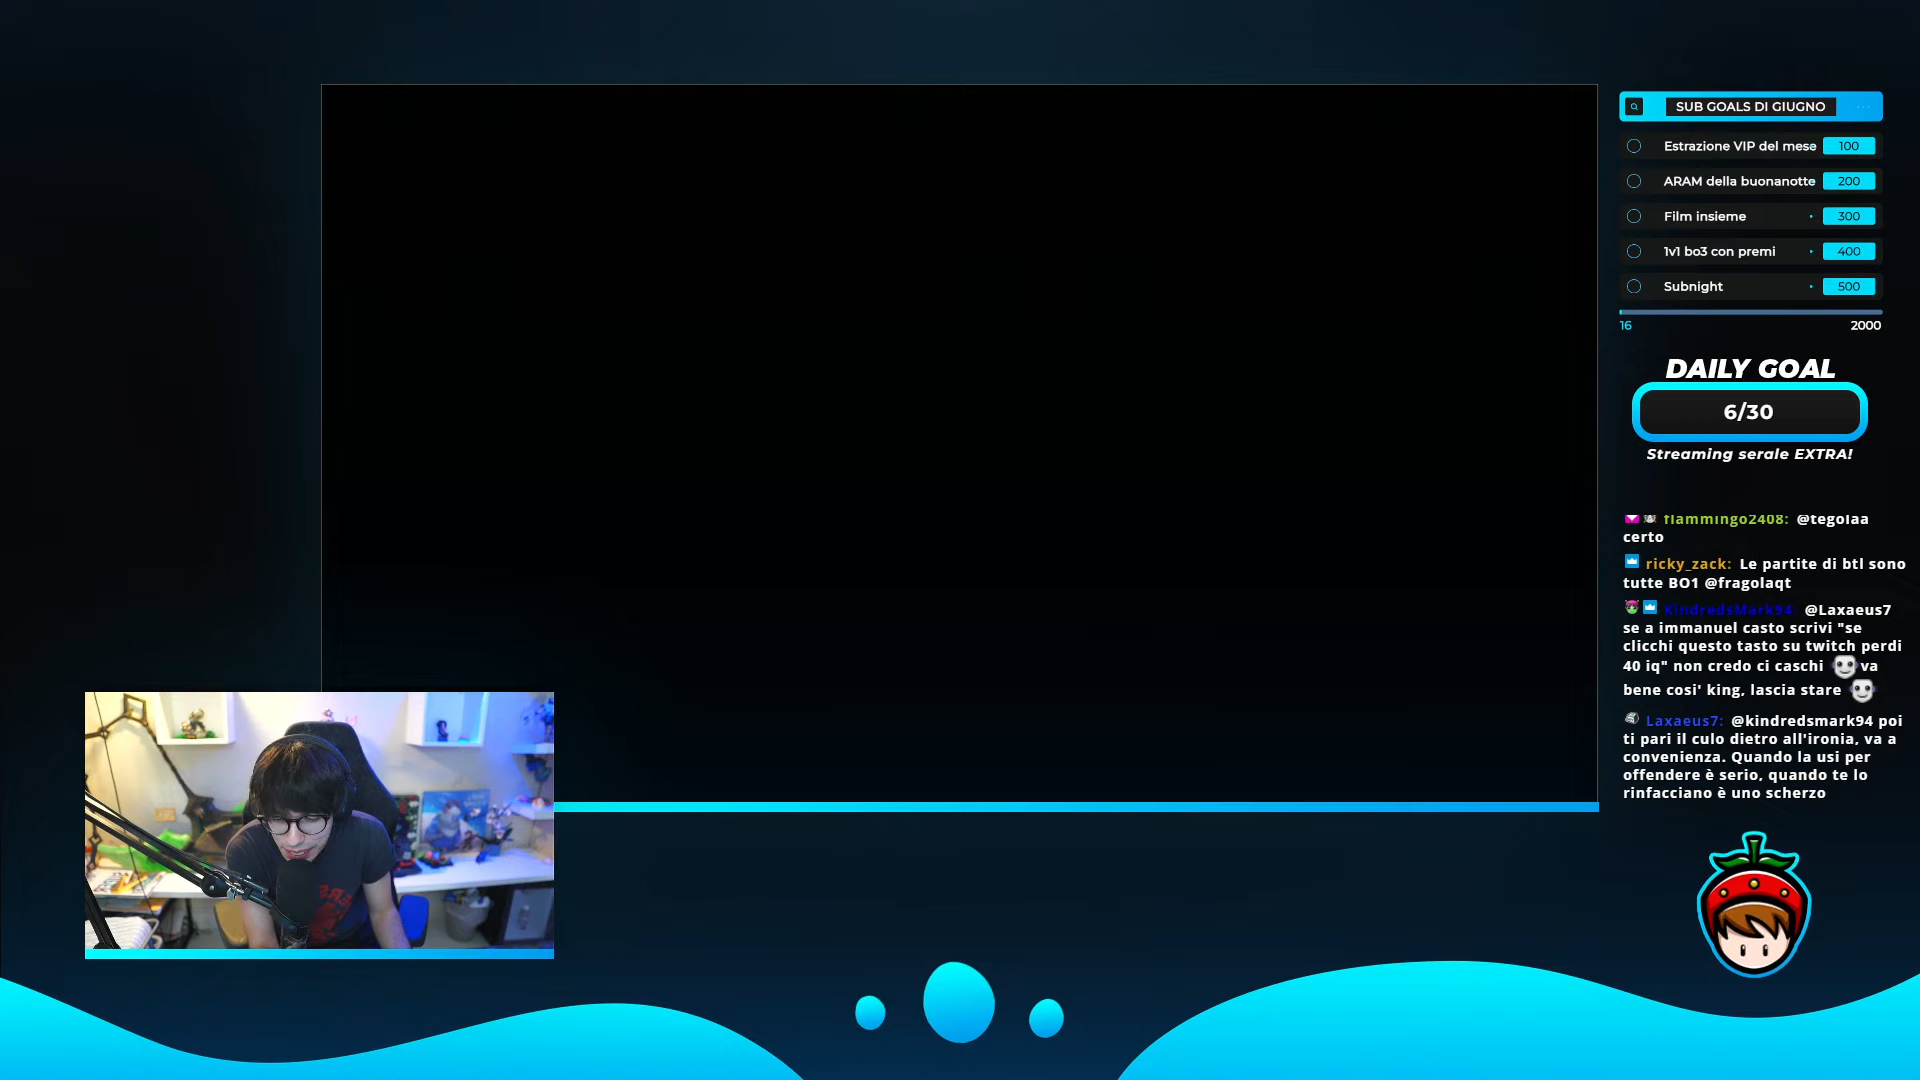 SUB GOALS DI GIUGNO
Estrazione VIP del mese 100
ARAM della buonanotte 200
Film insieme 300
1v1 bo3 con premi 400
Subnight 500
16 2000
DAILY GOAL
6/30
Streaming serale EXTRA!
flammingo2408: @tegolaa
certo
ricky_zack: Le partite di btl sono
tutte BO1 @fragolaqt
KindredsMark94: @Laxaeus7
se a immanuel casto scrivi "se
clicchi questo tasto su twitch perdi
40 iq" non credo ci caschi va
bene cosi' king, lascia stare
Laxaeus7: @kindredsmark94 poi
ti pari il culo dietro all'ironia, va a
convenienza. Quando la usi per
offendere è serio, quando te lo
rinfacciano è uno scherzo